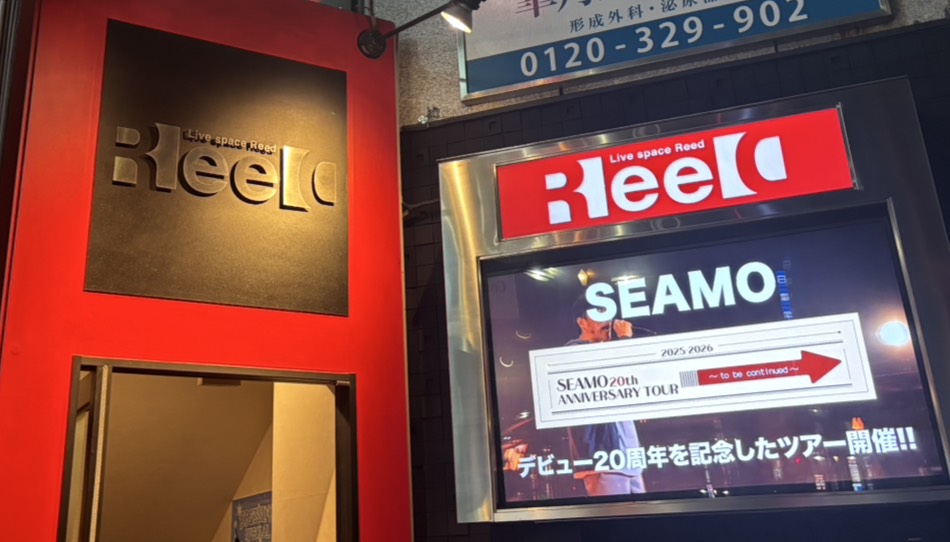 形成外科・泌尿器
0120-329-902
Live space Reed
Reed
Live space Reed
Reed
SEAMO
2025 2026
SEAMO 20th
ANNIVERSARY TOUR
～to be continued～
デビュー20周年を記念したツアー開催!!